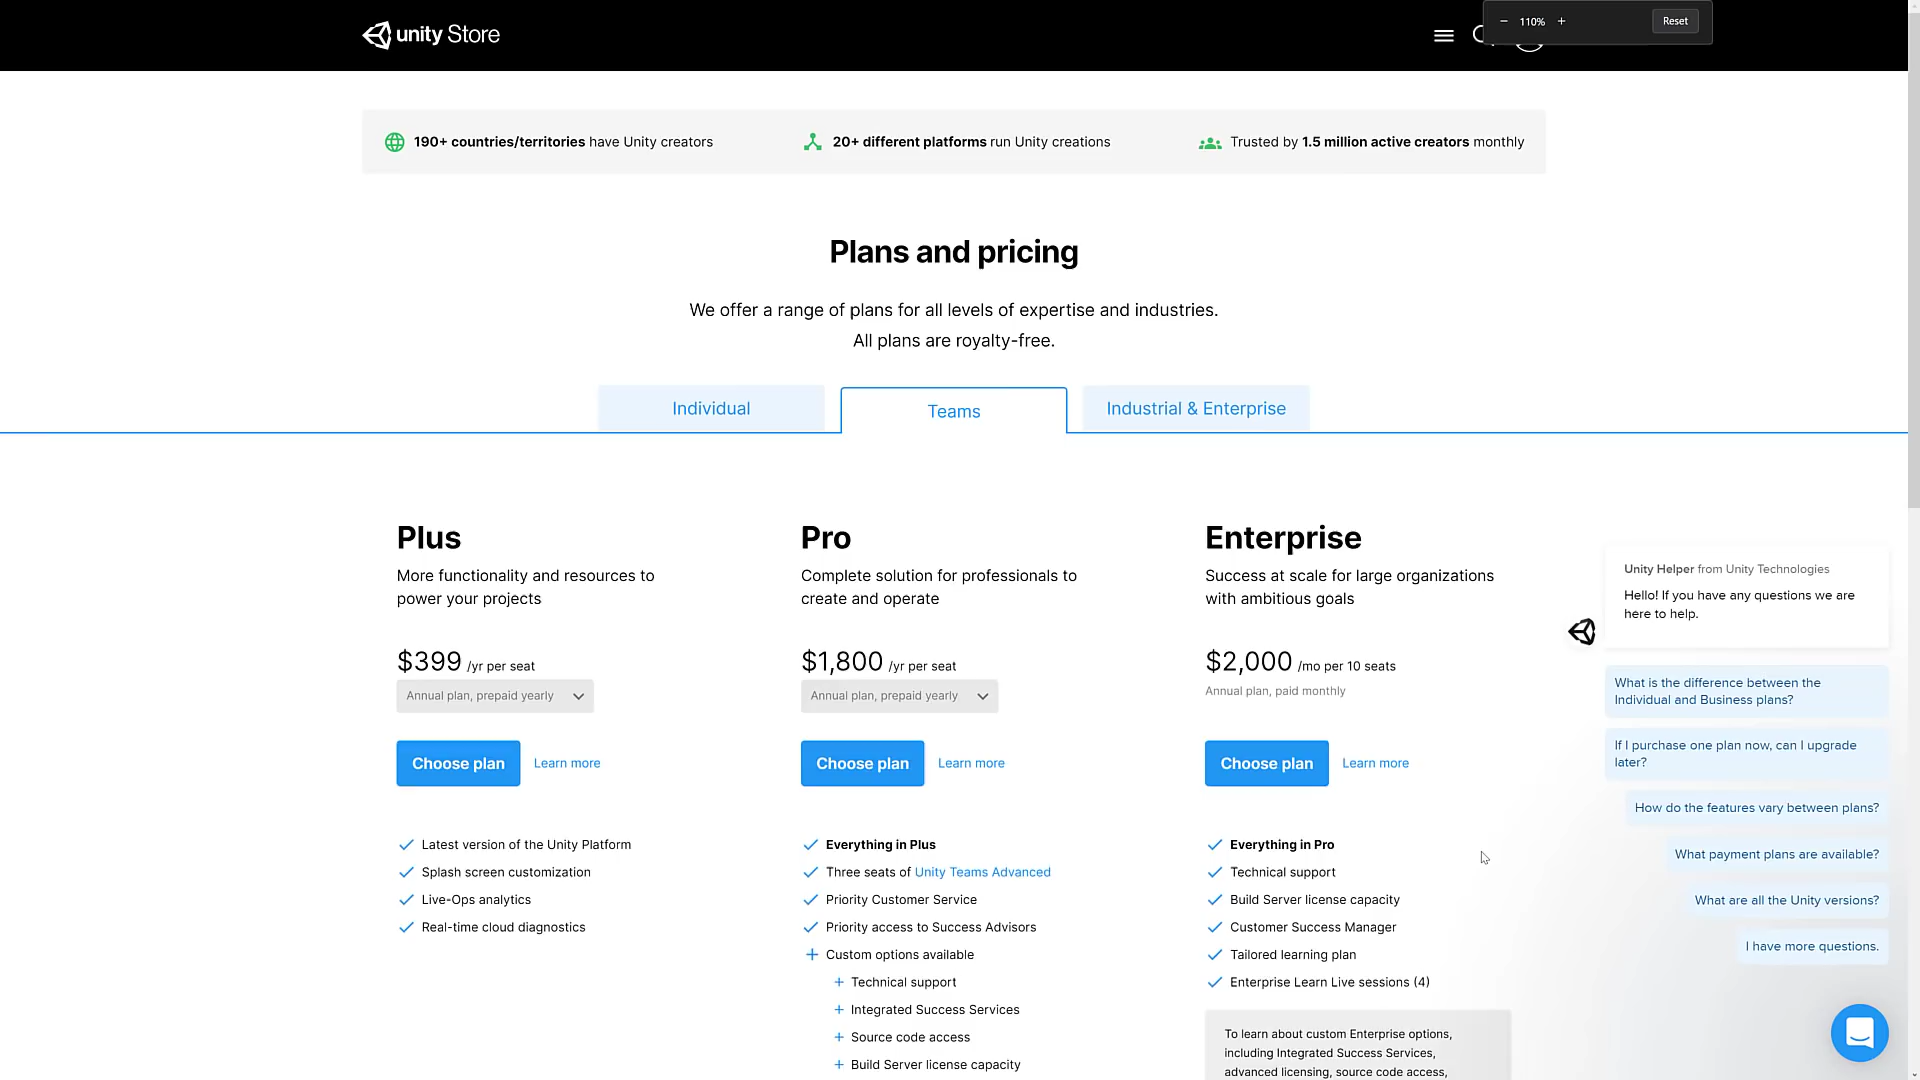 unity Store
110%
Reset
190+ countries/territories have Unity creators
20+ different platforms run Unity creations
Trusted by 1.5 million active creators monthly
Plans and pricing
We offer a range of plans for all levels of expertise and industries.
All plans are royalty-free.
Individual
Teams
Industrial & Enterprise
Plus
More functionality and resources to
power your projects
$399 /yr per seat
Annual plan, prepaid yearly
Choose plan
Learn more
Latest version of the Unity Platform
Splash screen customization
Live-Ops analytics
Real-time cloud diagnostics
Pro
Complete solution for professionals to
create and operate
$1,800 /yr per seat
Annual plan, prepaid yearly
Choose plan
Learn more
Everything in Plus
Three seats of Unity Teams Advanced
Priority Customer Service
Priority access to Success Advisors
Custom options available
Technical support
Integrated Success Services
Source code access
Build Server license capacity
Enterprise
Success at scale for large organizations
with ambitious goals
$2,000 /mo per 10 seats
Annual plan, paid monthly
Choose plan
Learn more
Everything in Pro
Technical support
Build Server license capacity
Customer Success Manager
Tailored learning plan
Enterprise Learn Live sessions (4)
To learn about custom Enterprise options,
including Integrated Success Services,
advanced licensing, source code access,
Unity Helper from Unity Technologies
Hello! If you have any questions we are
here to help.
What is the difference between the
Individual and Business plans?
If I purchase one plan now, can I upgrade
later?
How do the features vary between plans?
What payment plans are available?
What are all the Unity versions?
I have more questions.